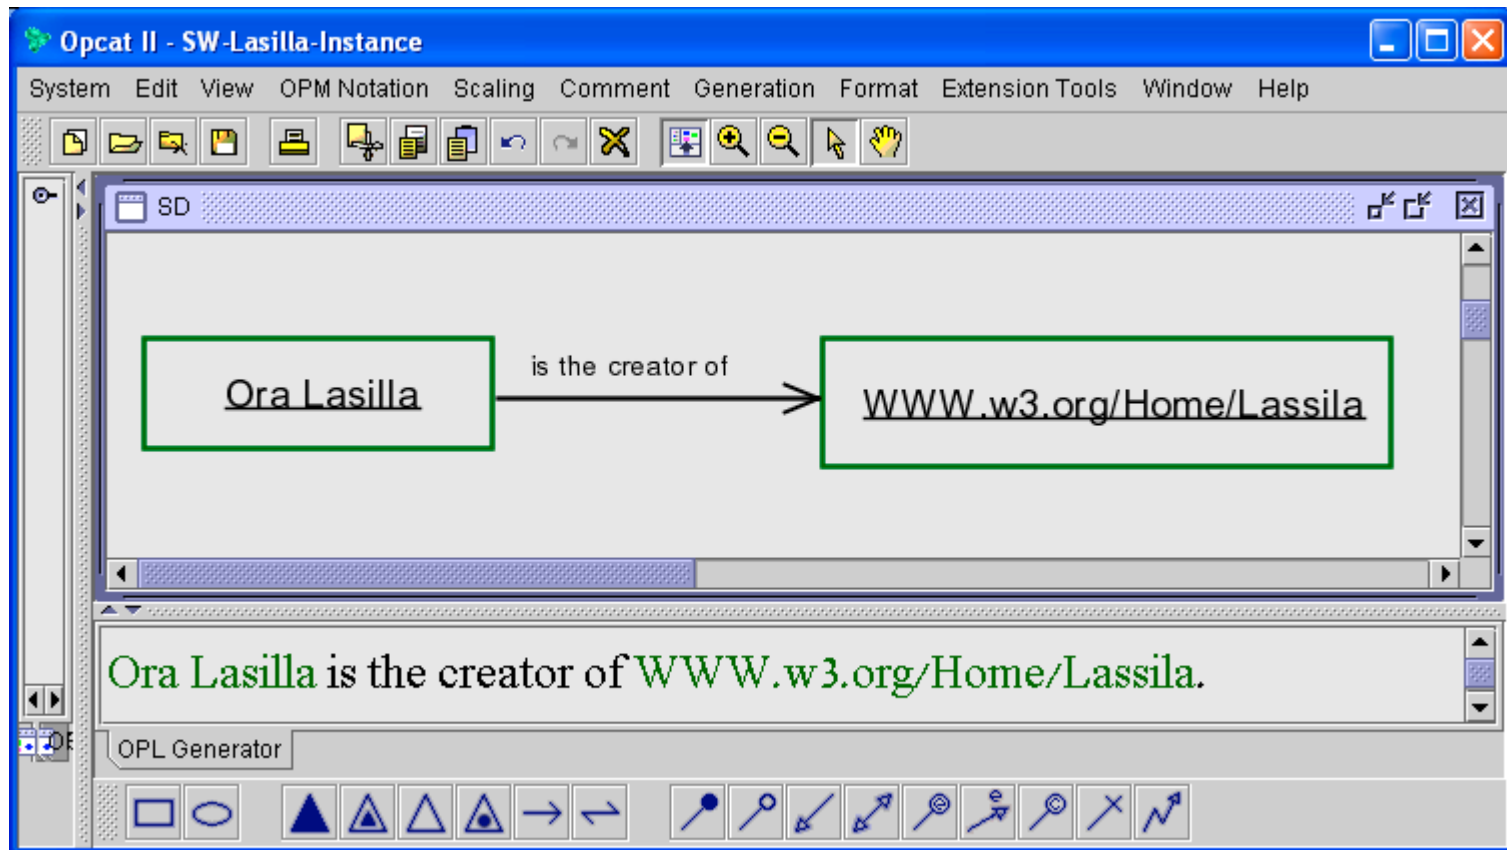 Opcat II - SW-Lasilla-Instance
System Edit View OPM Notation Scaling Comment Generation Format Extension Tools Window Help
SD
is the creator of
Ora Lasilla
WWW.w3.org/Home/Lassila
Ora Lasilla is the creator of WWW.w3.org/Home/Lassila.
OPL Generator